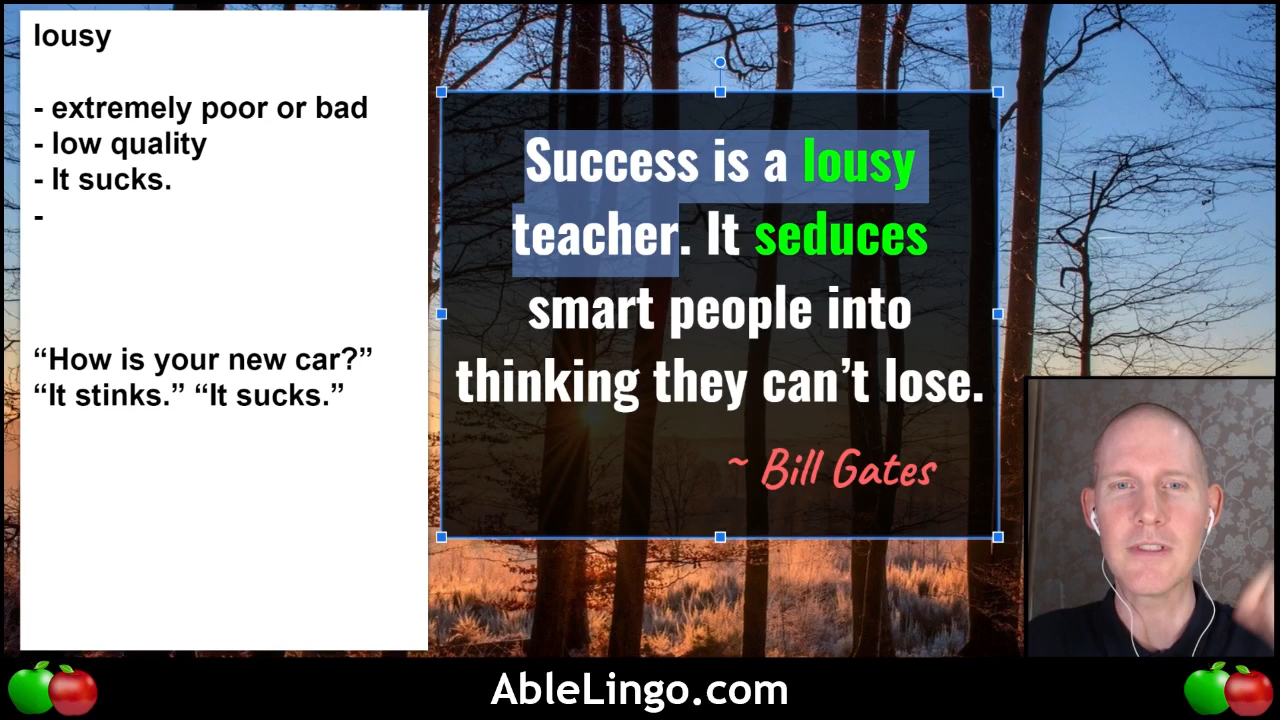 lousy
- extremely poor or bad
- low quality
- It sucks.
-
“How is your new car?”
“It stinks.” “It sucks.”
Success is a lousy
teacher. It seduces
smart people into
thinking they can’t lose.
~ Bill Gates
AbleLingo.com